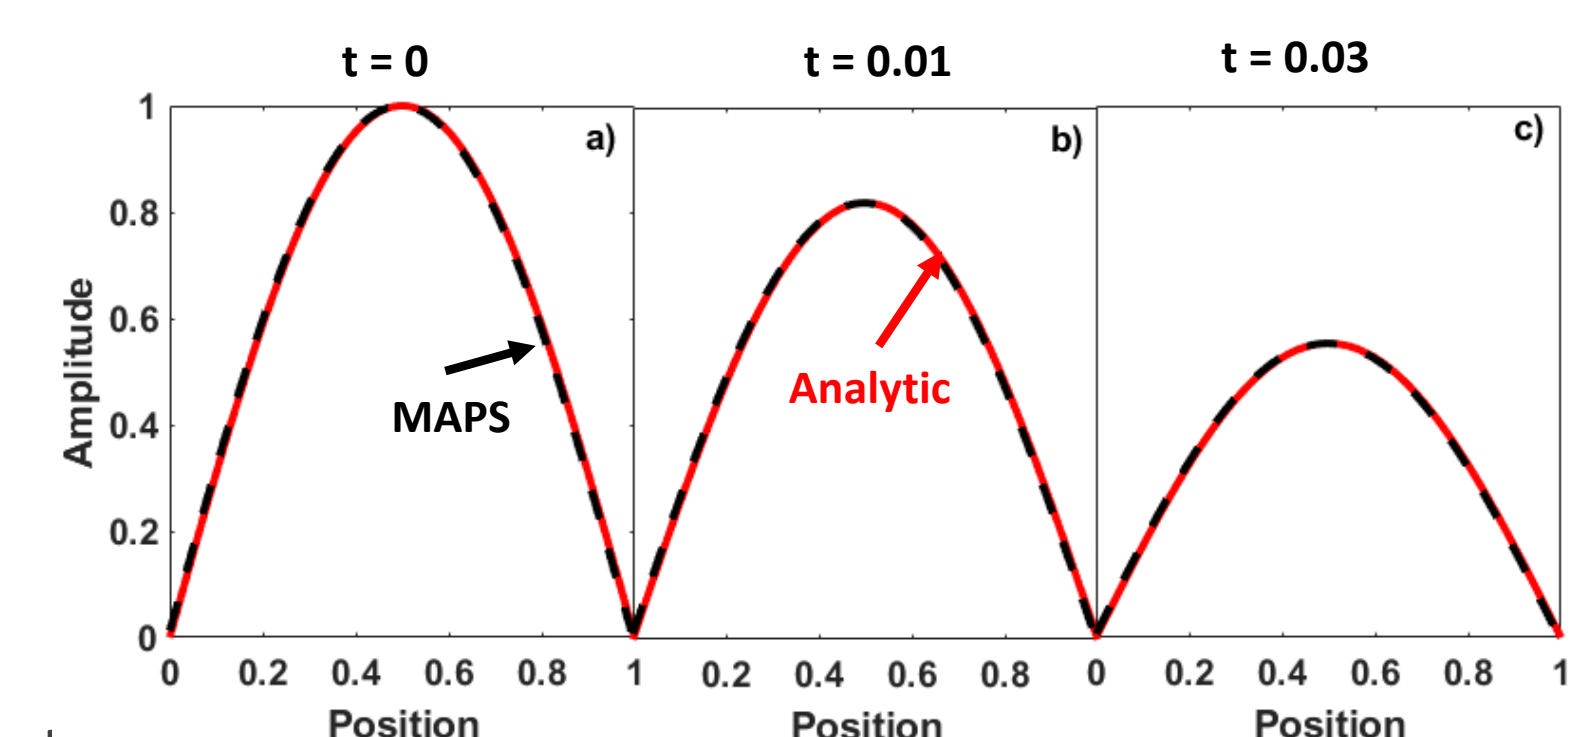 t = 0
t = 0.01
t = 0.03
a)
b)
c)
1
0.8
0.6
0.4
0.2
0
Amplitude
MAPS
Analytic
0 0.2 0.4 0.6 0.8 1 0.2 0.4 0.6 0.8 0 0.2 0.4 0.6 0.8 1
Position
Position
Position